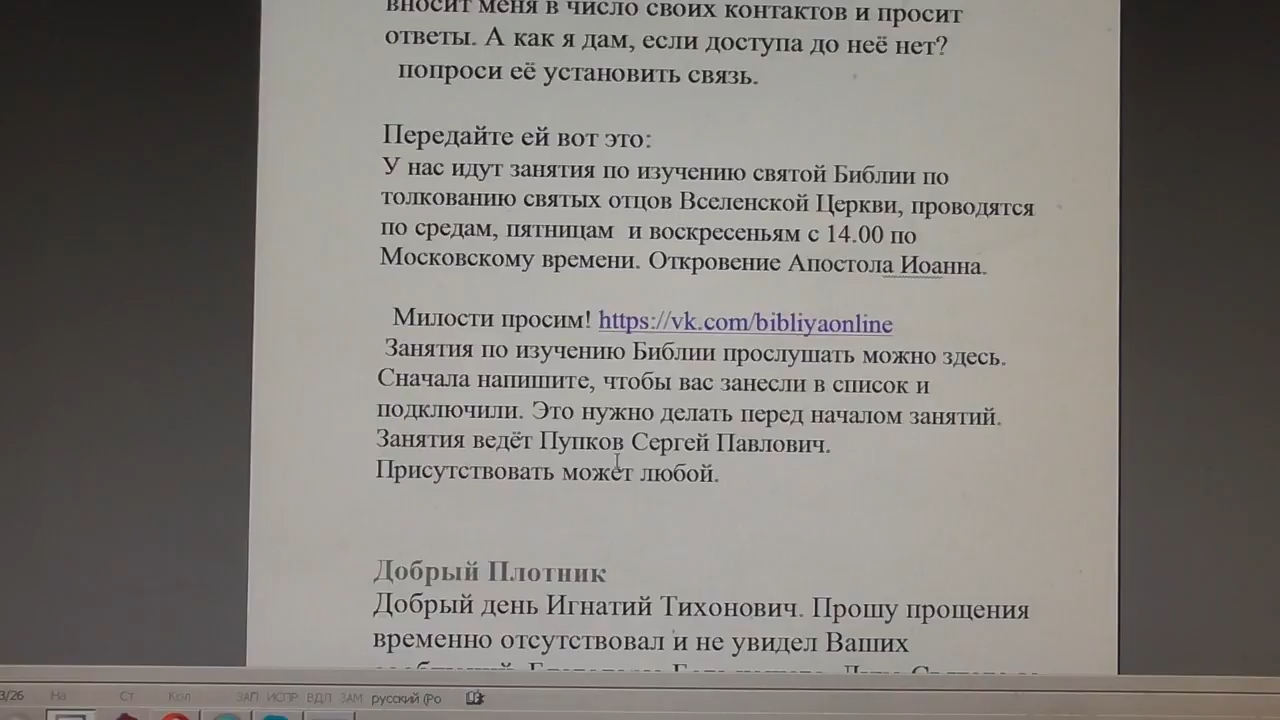 вносит меня в число своих контактов и просит
ответы. А как я дам, если доступа до неё нет?
попроси её установить связь.
Передайте ей вот это:
У нас идут занятия по изучению святой Библии по
толкованию святых отцов Вселенской Церкви, проводятся
по средам, пятницам и воскресеньям с 14.00 по
Московскому времени. Откровение Апостола Иоанна.
Милости просим! https://vk.com/bibliyaonline
Занятия по изучению Библии прослушать можно здесь.
Сначала напишите, чтобы вас занесли в список и
подключили. Это нужно делать перед началом занятий.
Занятия ведёт Пупков Сергей Павлович.
Присутствовать может любой.
Добрый Плотник
Добрый день Игнатий Тихонович. Прошу прощения
временно отсутствовал и не увидел Ваших
3/26 На Ст Кол ЗАП ИСПР ВДЛ ЗАМ русский (Ро